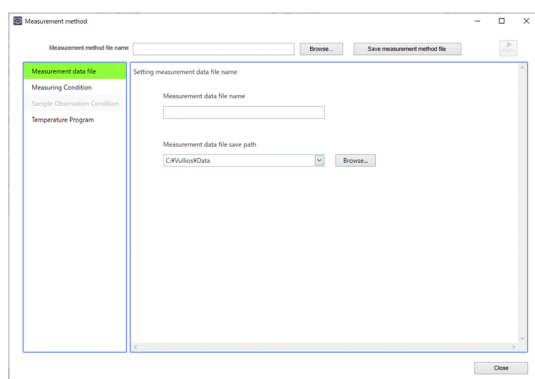 Measurement method
Measurement method file name
Browse...
Save measurement method file
Measurement data file
Measuring Condition
Sample Observation Condition
Temperature Program
Setting measurement data file name
Measurement data file name
Measurement data file save path
C:¥Vullios¥Data
Browse...
Close